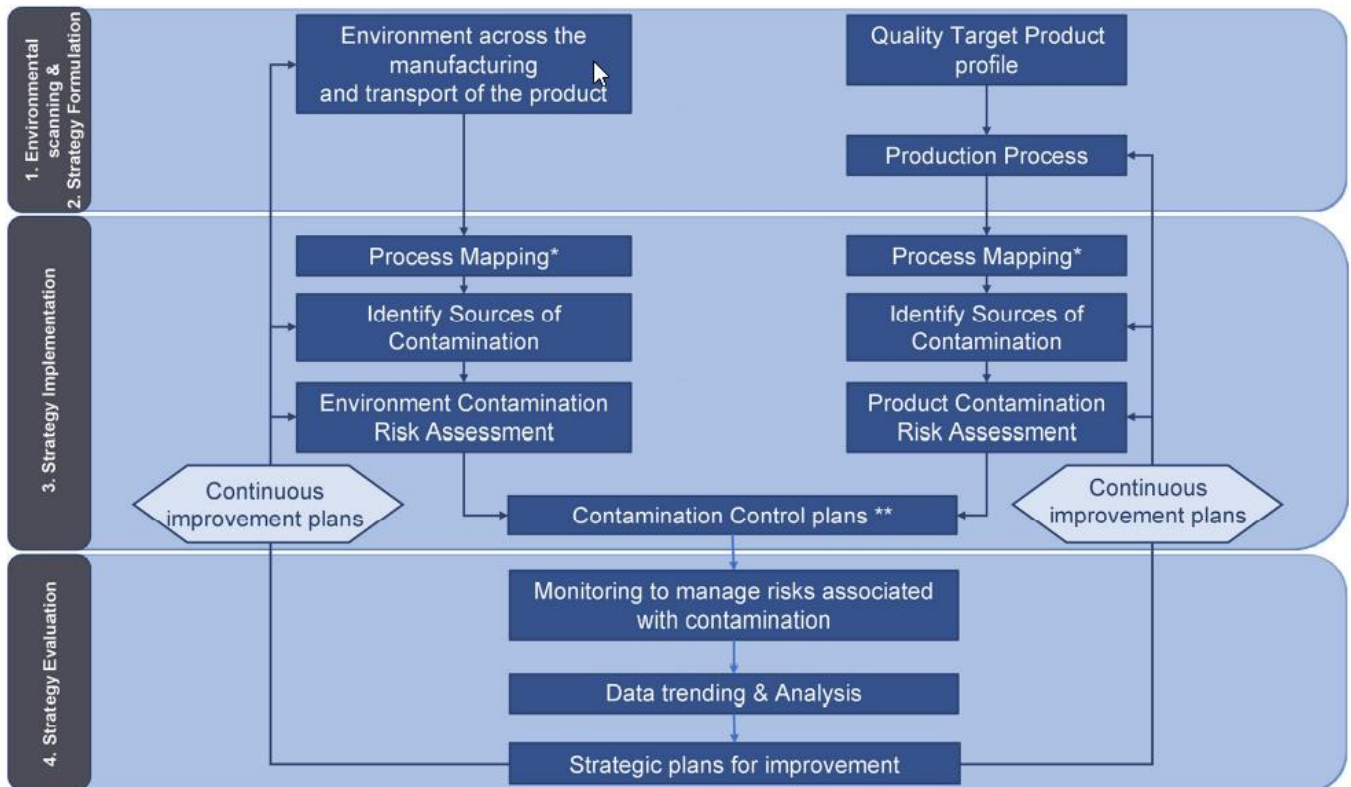 1. Environmental
scanning &
2. Strategy Formulation
Environment across the
manufacturing
and transport of the product
Quality Target Product
profile
Production Process
3. Strategy Implementation
Process Mapping*
Identify Sources of
Contamination
Environment Contamination
Risk Assessment
Process Mapping*
Identify Sources of
Contamination
Product Contamination
Risk Assessment
Continuous
improvement plans
Contamination Control plans **
Continuous
improvement plans
4. Strategy Evaluation
Monitoring to manage risks associated
with contamination
Data trending & Analysis
Strategic plans for improvement